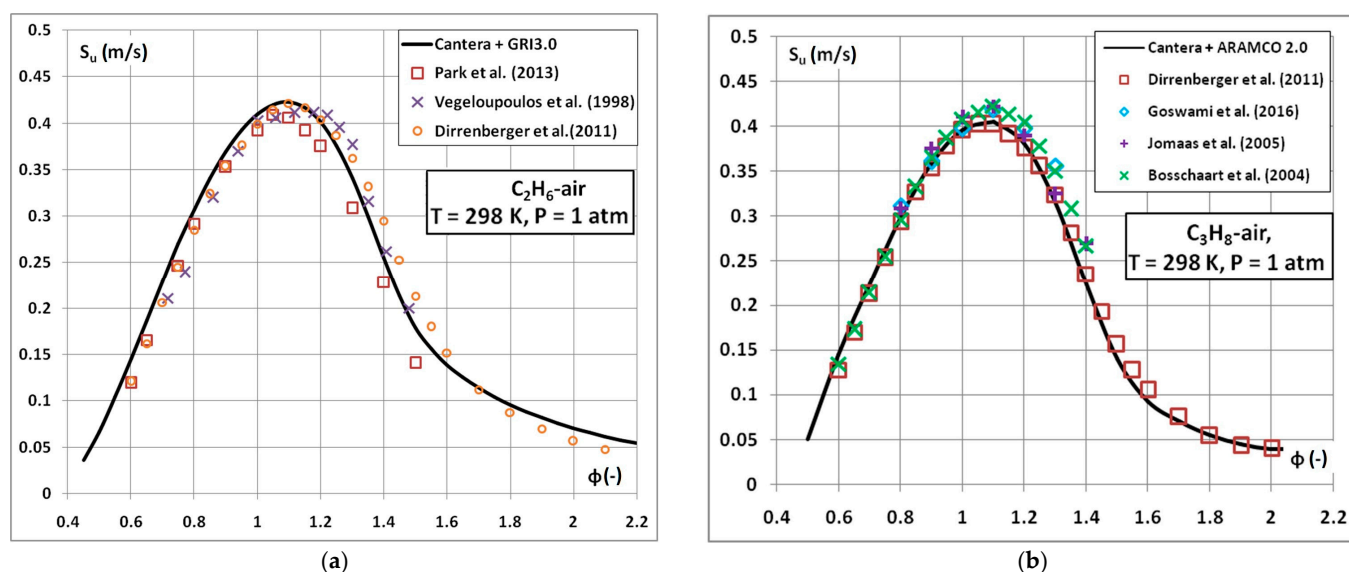 S_u (m/s)
0.5
0.45
0.4
0.35
0.3
0.25
0.2
0.15
0.1
0.05
0
Cantera + GRI3.0
Park et al. (2013)
Vegeloupoulos et al. (1998)
Dirrenberger et al.(2011)
C₂H₆-air
T = 298 K, P = 1 atm
ϕ (-)
0.4 0.6 0.8 1 1.2 1.4 1.6 1.8 2 2.2
(a)
S_u (m/s)
0.5
0.45
0.4
0.35
0.3
0.25
0.2
0.15
0.1
0.05
0
Cantera + ARAMCO 2.0
Dirrenberger et al. (2011)
Goswami et al. (2016)
Jomaas et al. (2005)
Bosschaart et al. (2004)
C₃H₈-air,
T = 298 K, P = 1 atm
ϕ (-)
0.4 0.6 0.8 1 1.2 1.4 1.6 1.8 2 2.2
(b)